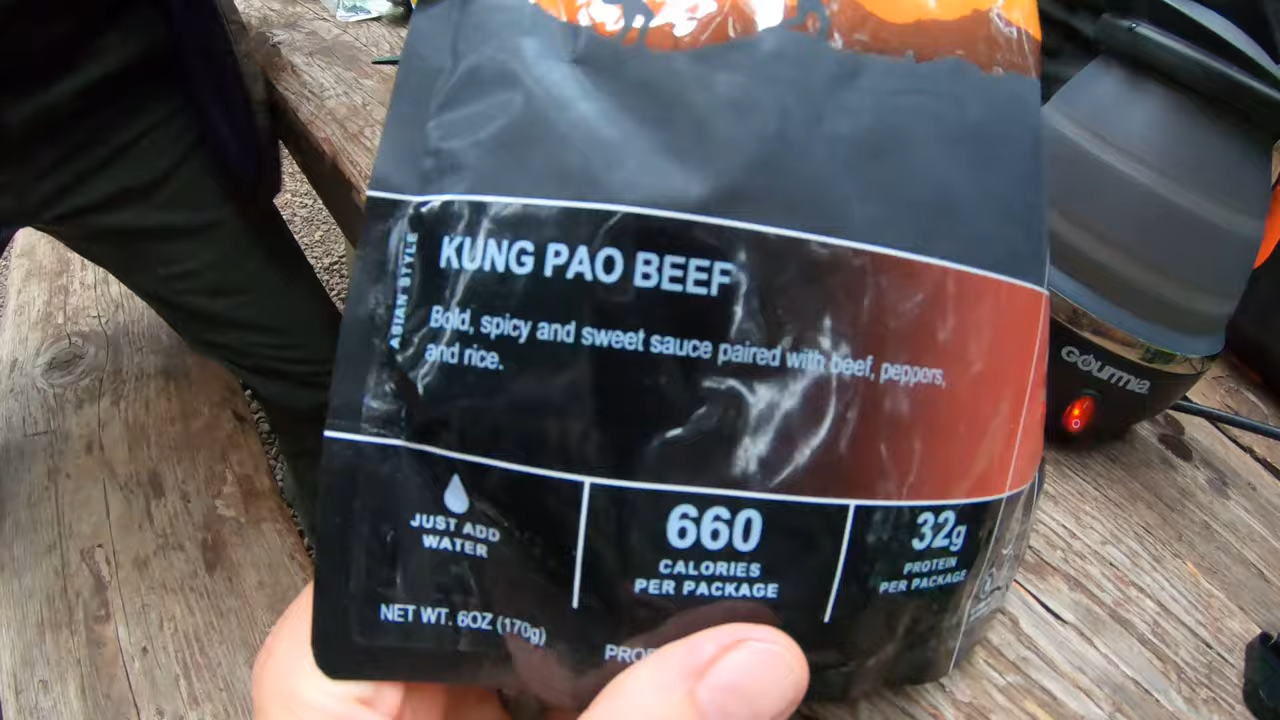 ASIAN STYLE
KUNG PAO BEEF
Bold, spicy and sweet sauce paired with beef, peppers,
and rice.
JUST ADD
WATER
660
CALORIES
PER PACKAGE
32g
PROTEIN
PER PACKAGE
NET WT. 6OZ (170g)
GOURMIA